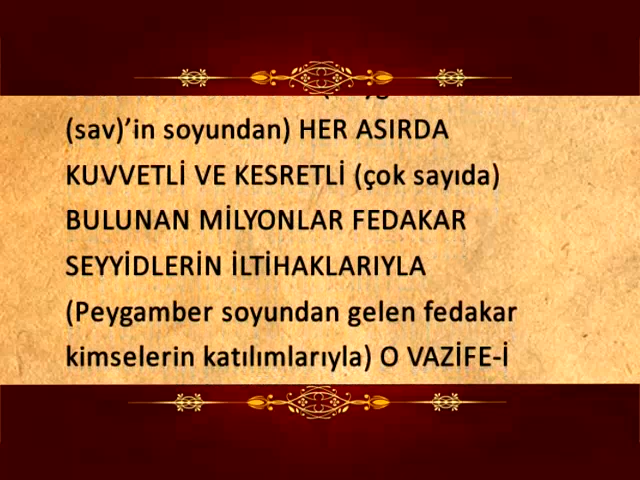 (sav)'in soyundan) HER ASIRDA
KUVVETLİ VE KESRETLİ (çok sayıda)
BULUNAN MİLYONLAR FEDAKAR
SEYYİDLERİN İLTİHAKLARIYLA
(Peygamber soyundan gelen fedakar
kimselerin katılımlarıyla) O VAZİFE-İ